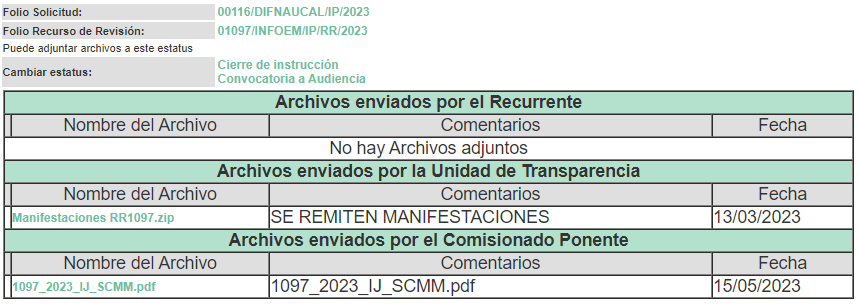 Folio Solicitud: 00116/DIFNAUCAL/IP/2023
Folio Recurso de Revisión: 01097/INFOEM/IP/RR/2023
Puede adjuntar archivos a este estatus
Cambiar estatus: Cierre de instrucción
Convocatoria a Audiencia
Archivos enviados por el Recurrente
Nombre del Archivo Comentarios Fecha
No hay Archivos adjuntos
Archivos enviados por la Unidad de Transparencia
Nombre del Archivo Comentarios Fecha
Manifestaciones RR1097.zip SE REMITEN MANIFESTACIONES 13/03/2023
Archivos enviados por el Comisionado Ponente
Nombre del Archivo Comentarios Fecha
1097_2023_IJ_SCMM.pdf 1097_2023_IJ_SCMM.pdf 15/05/2023